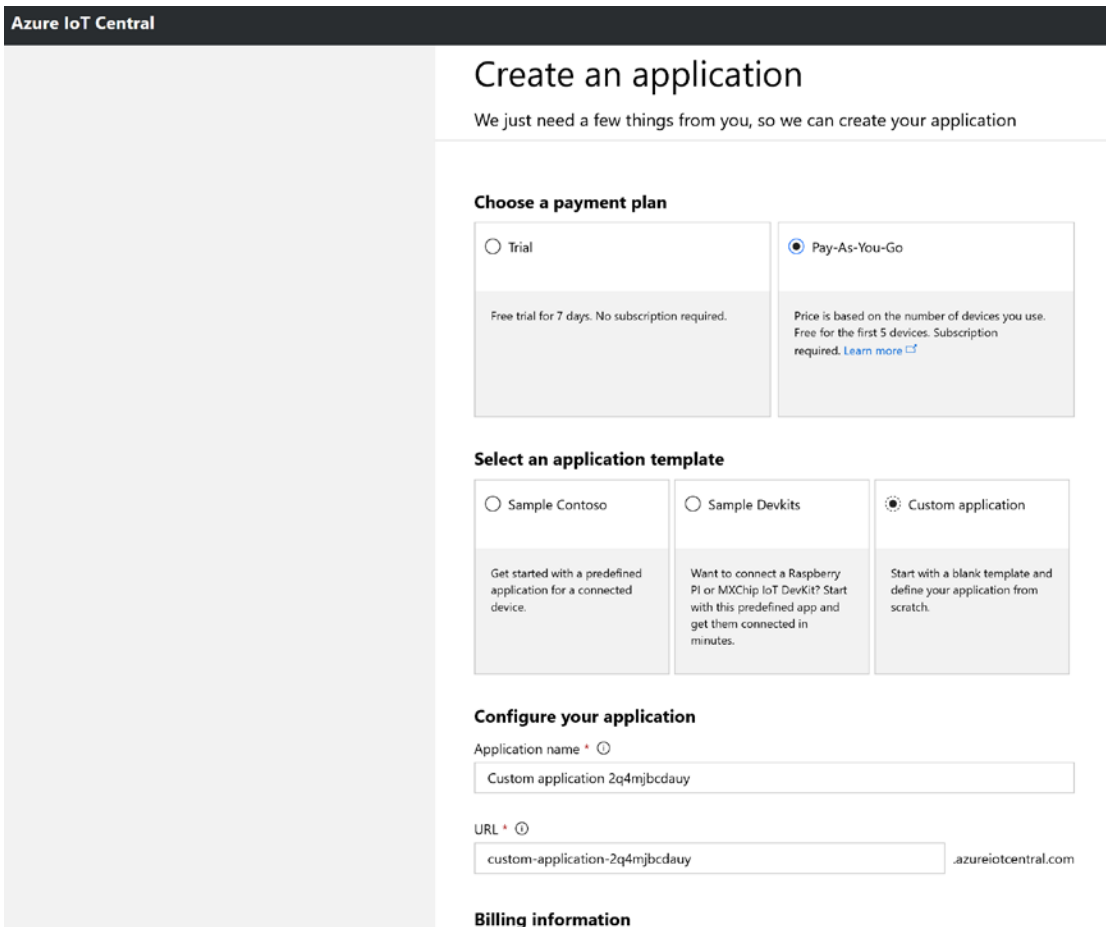 Azure IoT Central
Create an application
We just need a few things from you, so we can create your application
Choose a payment plan
Trial
Free trial for 7 days. No subscription required.
Pay-As-You-Go
Price is based on the number of devices you use.
Free for the first 5 devices. Subscription
required. Learn more
Select an application template
Sample Contoso
Get started with a predefined
application for a connected
device.
Sample Devkits
Want to connect a Raspberry
PI or MXChip IoT DevKit? Start
with this predefined app and
get them connected in
minutes.
Custom application
Start with a blank template and
define your application from
scratch.
Configure your application
Application name *
Custom application 2q4mjbcdauy
URL *
custom-application-2q4mjbcdauy
.azureiotcentral.com
Billing information